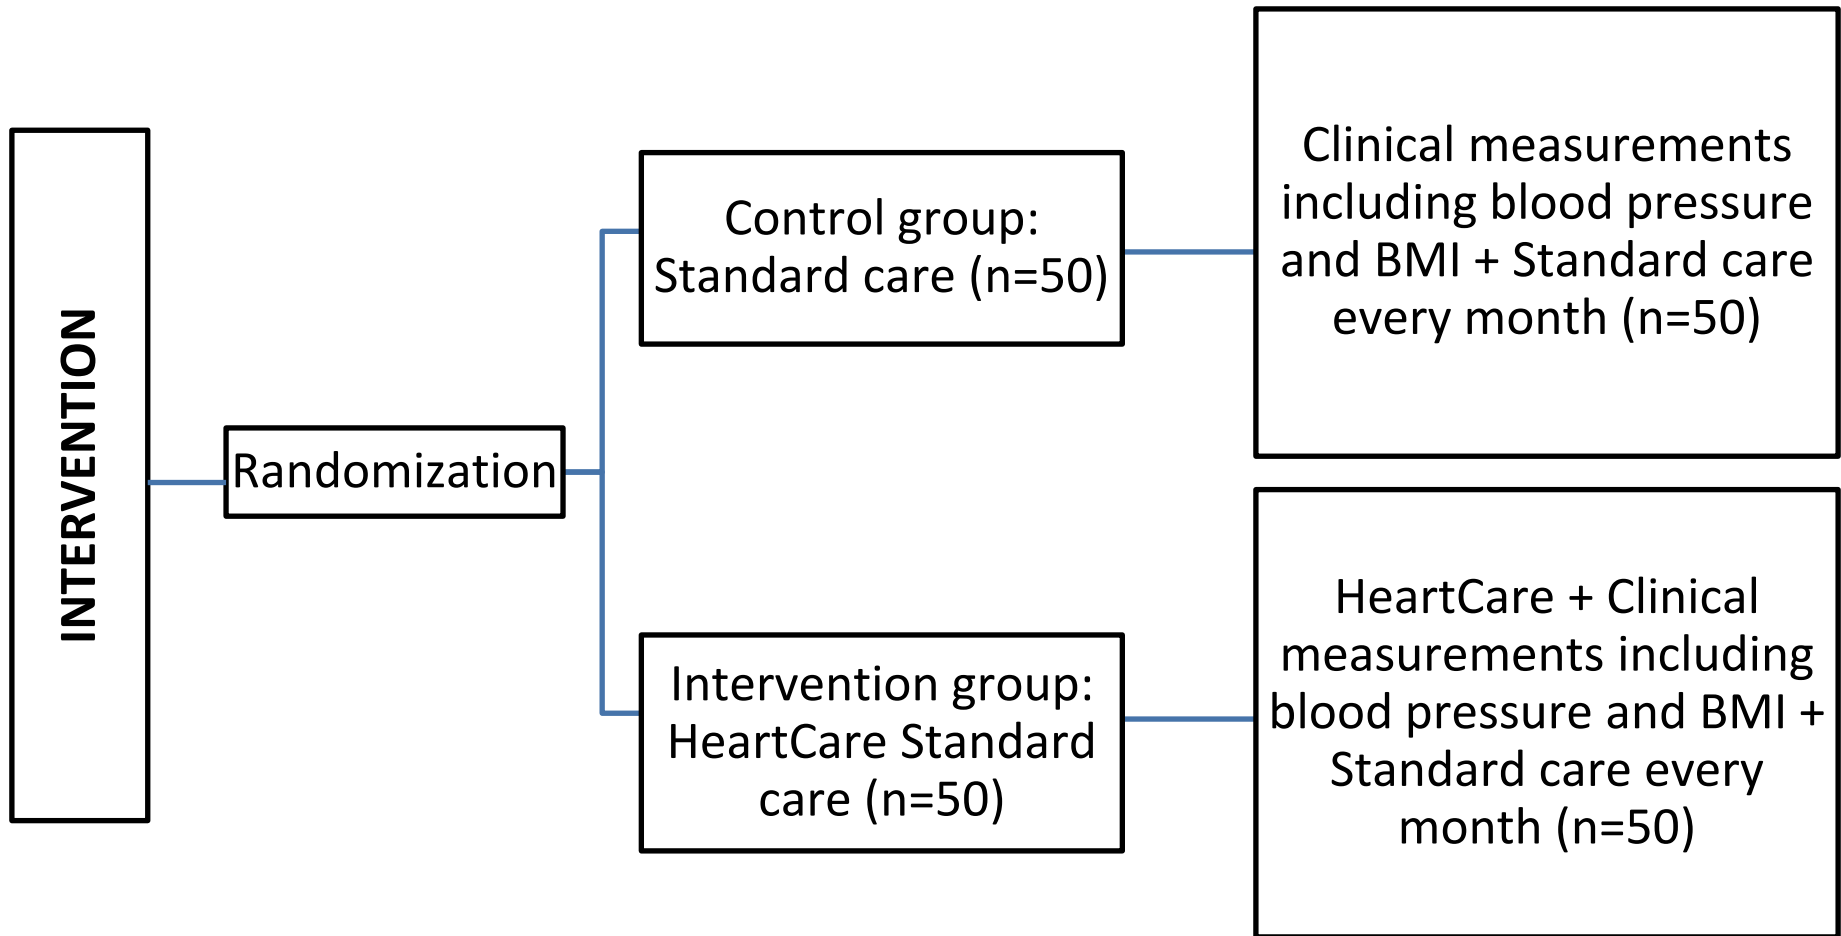 INTERVENTION
Randomization
Control group:
Standard care (n=50)
Clinical measurements
including blood pressure
and BMI + Standard care
every month (n=50)
Intervention group:
HeartCare Standard
care (n=50)
HeartCare + Clinical
measurements including
blood pressure and BMI +
Standard care every
month (n=50)